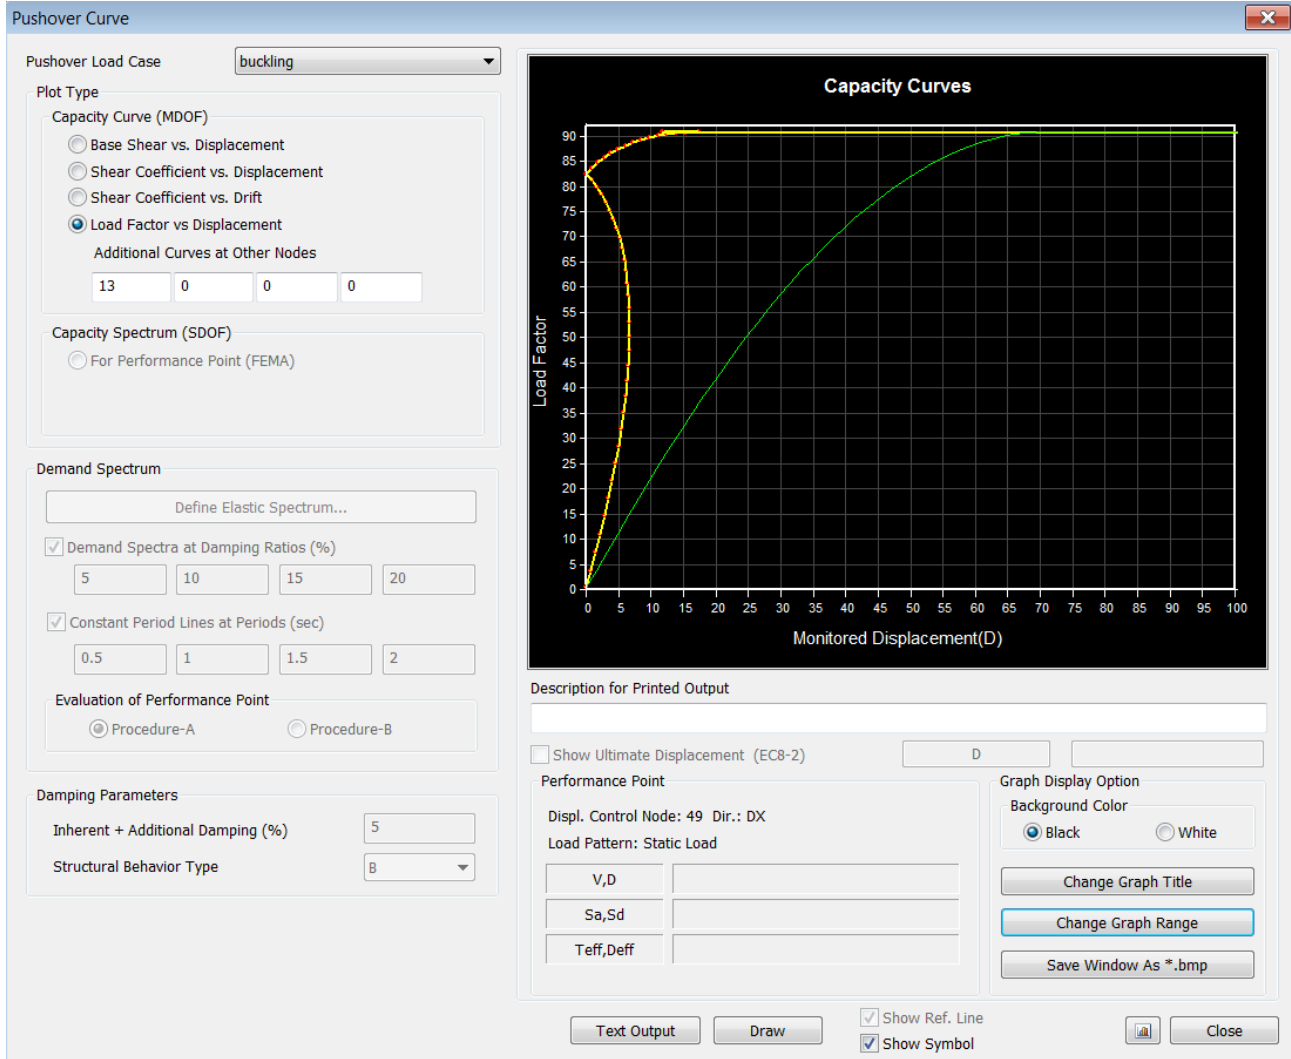 Pushover Curve
Pushover Load Case
buckling
Plot Type
Capacity Curve (MDOF)
Base Shear vs. Displacement
Shear Coefficient vs. Displacement
Shear Coefficient vs. Drift
Load Factor vs Displacement
Additional Curves at Other Nodes
13 0 0 0
Capacity Spectrum (SDOF)
For Performance Point (FEMA)
Demand Spectrum
Define Elastic Spectrum...
Demand Spectra at Damping Ratios (%)
5 10 15 20
Constant Period Lines at Periods (sec)
0.5 1 1.5 2
Evaluation of Performance Point
Procedure-A Procedure-B
Damping Parameters
Inherent + Additional Damping (%) 5
Structural Behavior Type B
Capacity Curves
Load Factor
90
85
80
75
70
65
60
55
50
45
40
35
30
25
20
15
10
5
0
0 5 10 15 20 25 30 35 40 45 50 55 60 65 70 75 80 85 90 95 100
Monitored Displacement(D)
Description for Printed Output
Show Ultimate Displacement (EC8-2) D
Performance Point
Displ. Control Node: 49 Dir.: DX
Load Pattern: Static Load
V,D
Sa,Sd
Teff,Deff
Graph Display Option
Background Color
Black White
Change Graph Title
Change Graph Range
Save Window As *.bmp
Text Output Draw
Show Ref. Line
Show Symbol
Close